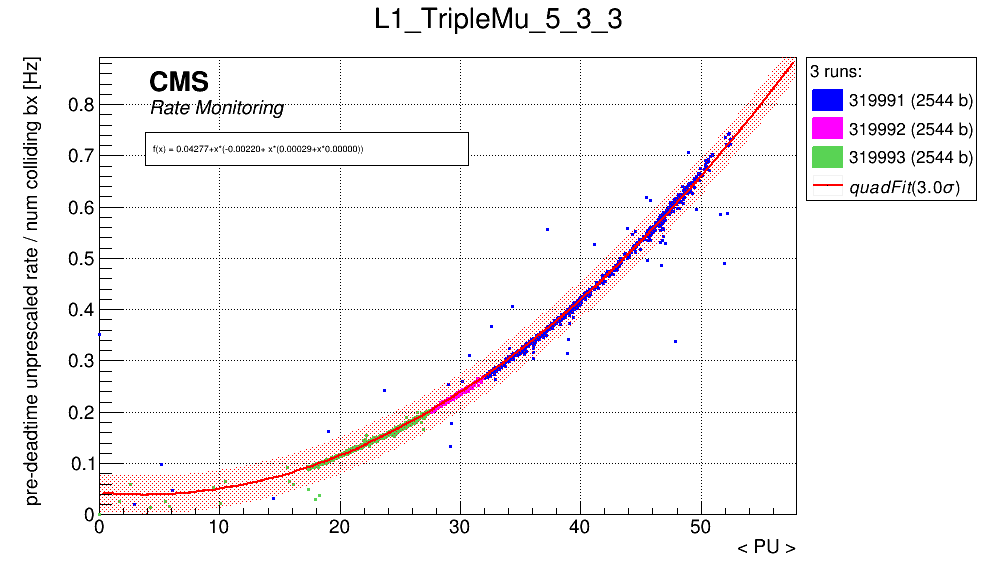 L1_TripleMu_5_3_3
pre-deadtime unprescaled rate / num colliding bx [Hz]
CMS
Rate Monitoring
f(x) = 0.04277+x*(-0.00220+ x*(0.00029+x*0.00000))
0.8
0.7
0.6
0.5
0.4
0.3
0.2
0.1
0
0 10 20 30 40 50
< PU >
3 runs:
319991 (2544 b)
319992 (2544 b)
319993 (2544 b)
quadFit(3.0σ)